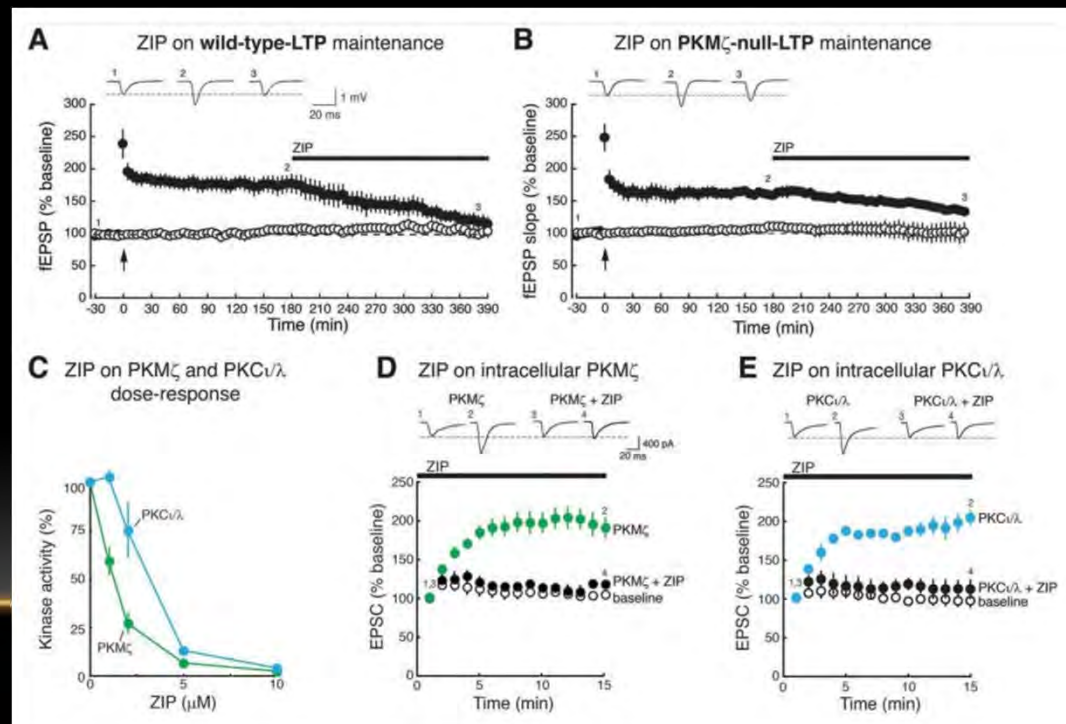 A ZIP on wild-type-LTP maintenance
1 2 3
1 mV
20 ms
300
250
200
150
100
50
0
fEPSP (% baseline)
ZIP
1 2 3
-30 0 30 60 90 120 150 180 210 240 270 300 330 360 390
Time (min)
B ZIP on PKMζ-null-LTP maintenance
1 2 3
300
250
200
150
100
50
0
fEPSP slope (% baseline)
ZIP
1 2 3
-30 0 30 60 90 120 150 180 210 240 270 300 330 360 390
Time (min)
C ZIP on PKMζ and PKCι/λ
dose-response
100
75
50
25
0
Kinase activity (%)
PKCι/λ
PKMζ
0 5 10
ZIP (μM)
D ZIP on intracellular PKMζ
PKMζ PKMζ + ZIP
1 2 3 4
400 pA
20 ms
ZIP
250
200
150
100
50
0
EPSC (% baseline)
2
PKMζ
1,3
4
PKMζ + ZIP
baseline
0 5 10 15
Time (min)
E ZIP on intracellular PKCι/λ
PKCι/λ PKCι/λ + ZIP
1 2 3 4
ZIP
250
200
150
100
50
0
EPSC (% baseline)
2
PKCι/λ
1,3
4
PKCι/λ + ZIP
baseline
0 5 10 15
Time (min)